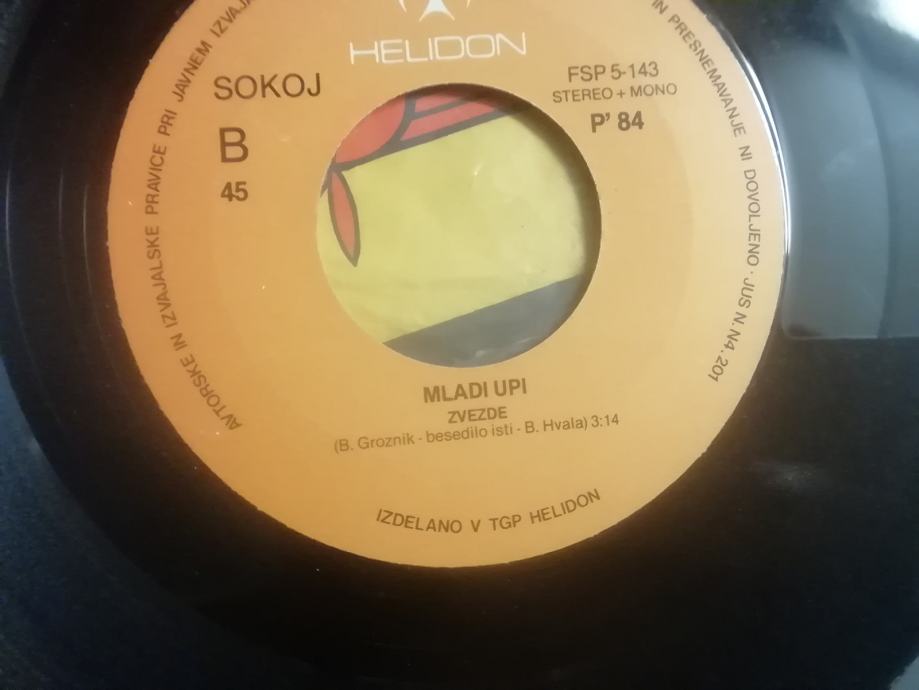 HELIDON
SOKOJ
FSP 5-143
STEREO + MONO
P' 84
B
45
AVTORSKE IN IZVAJALSKE PRAVICE PRI JAVNEM
IN PRESNEMAVANJE NI DOVOLJENO · JUS N.N4.201
MLADI UPI
ZVEZDE
(B. Groznik - besedilo isti - B. Hvala) 3:14
IZDELANO V TGP HELIDON